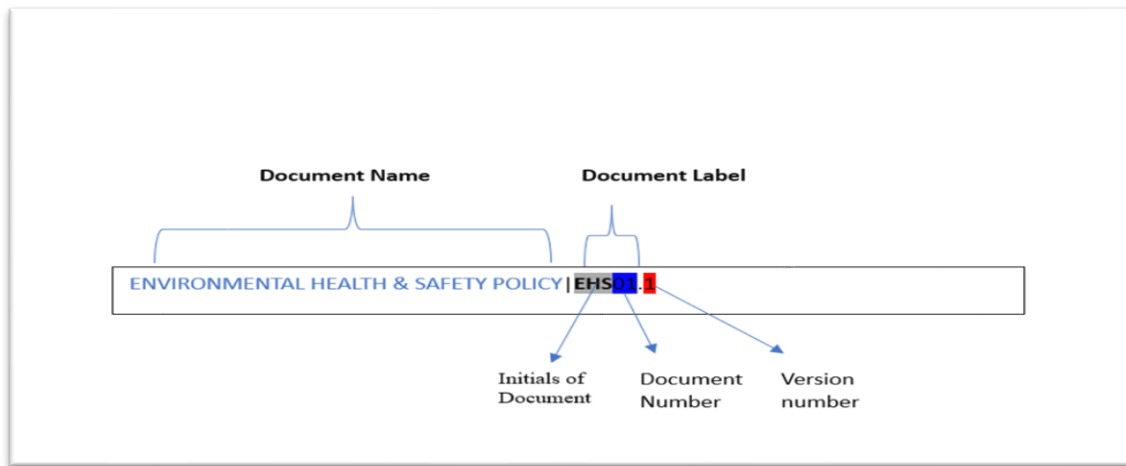 Document Name Document Label
ENVIRONMENTAL HEALTH & SAFETY POLICY|EHS01.1
Initials of Document Version
Document Number number